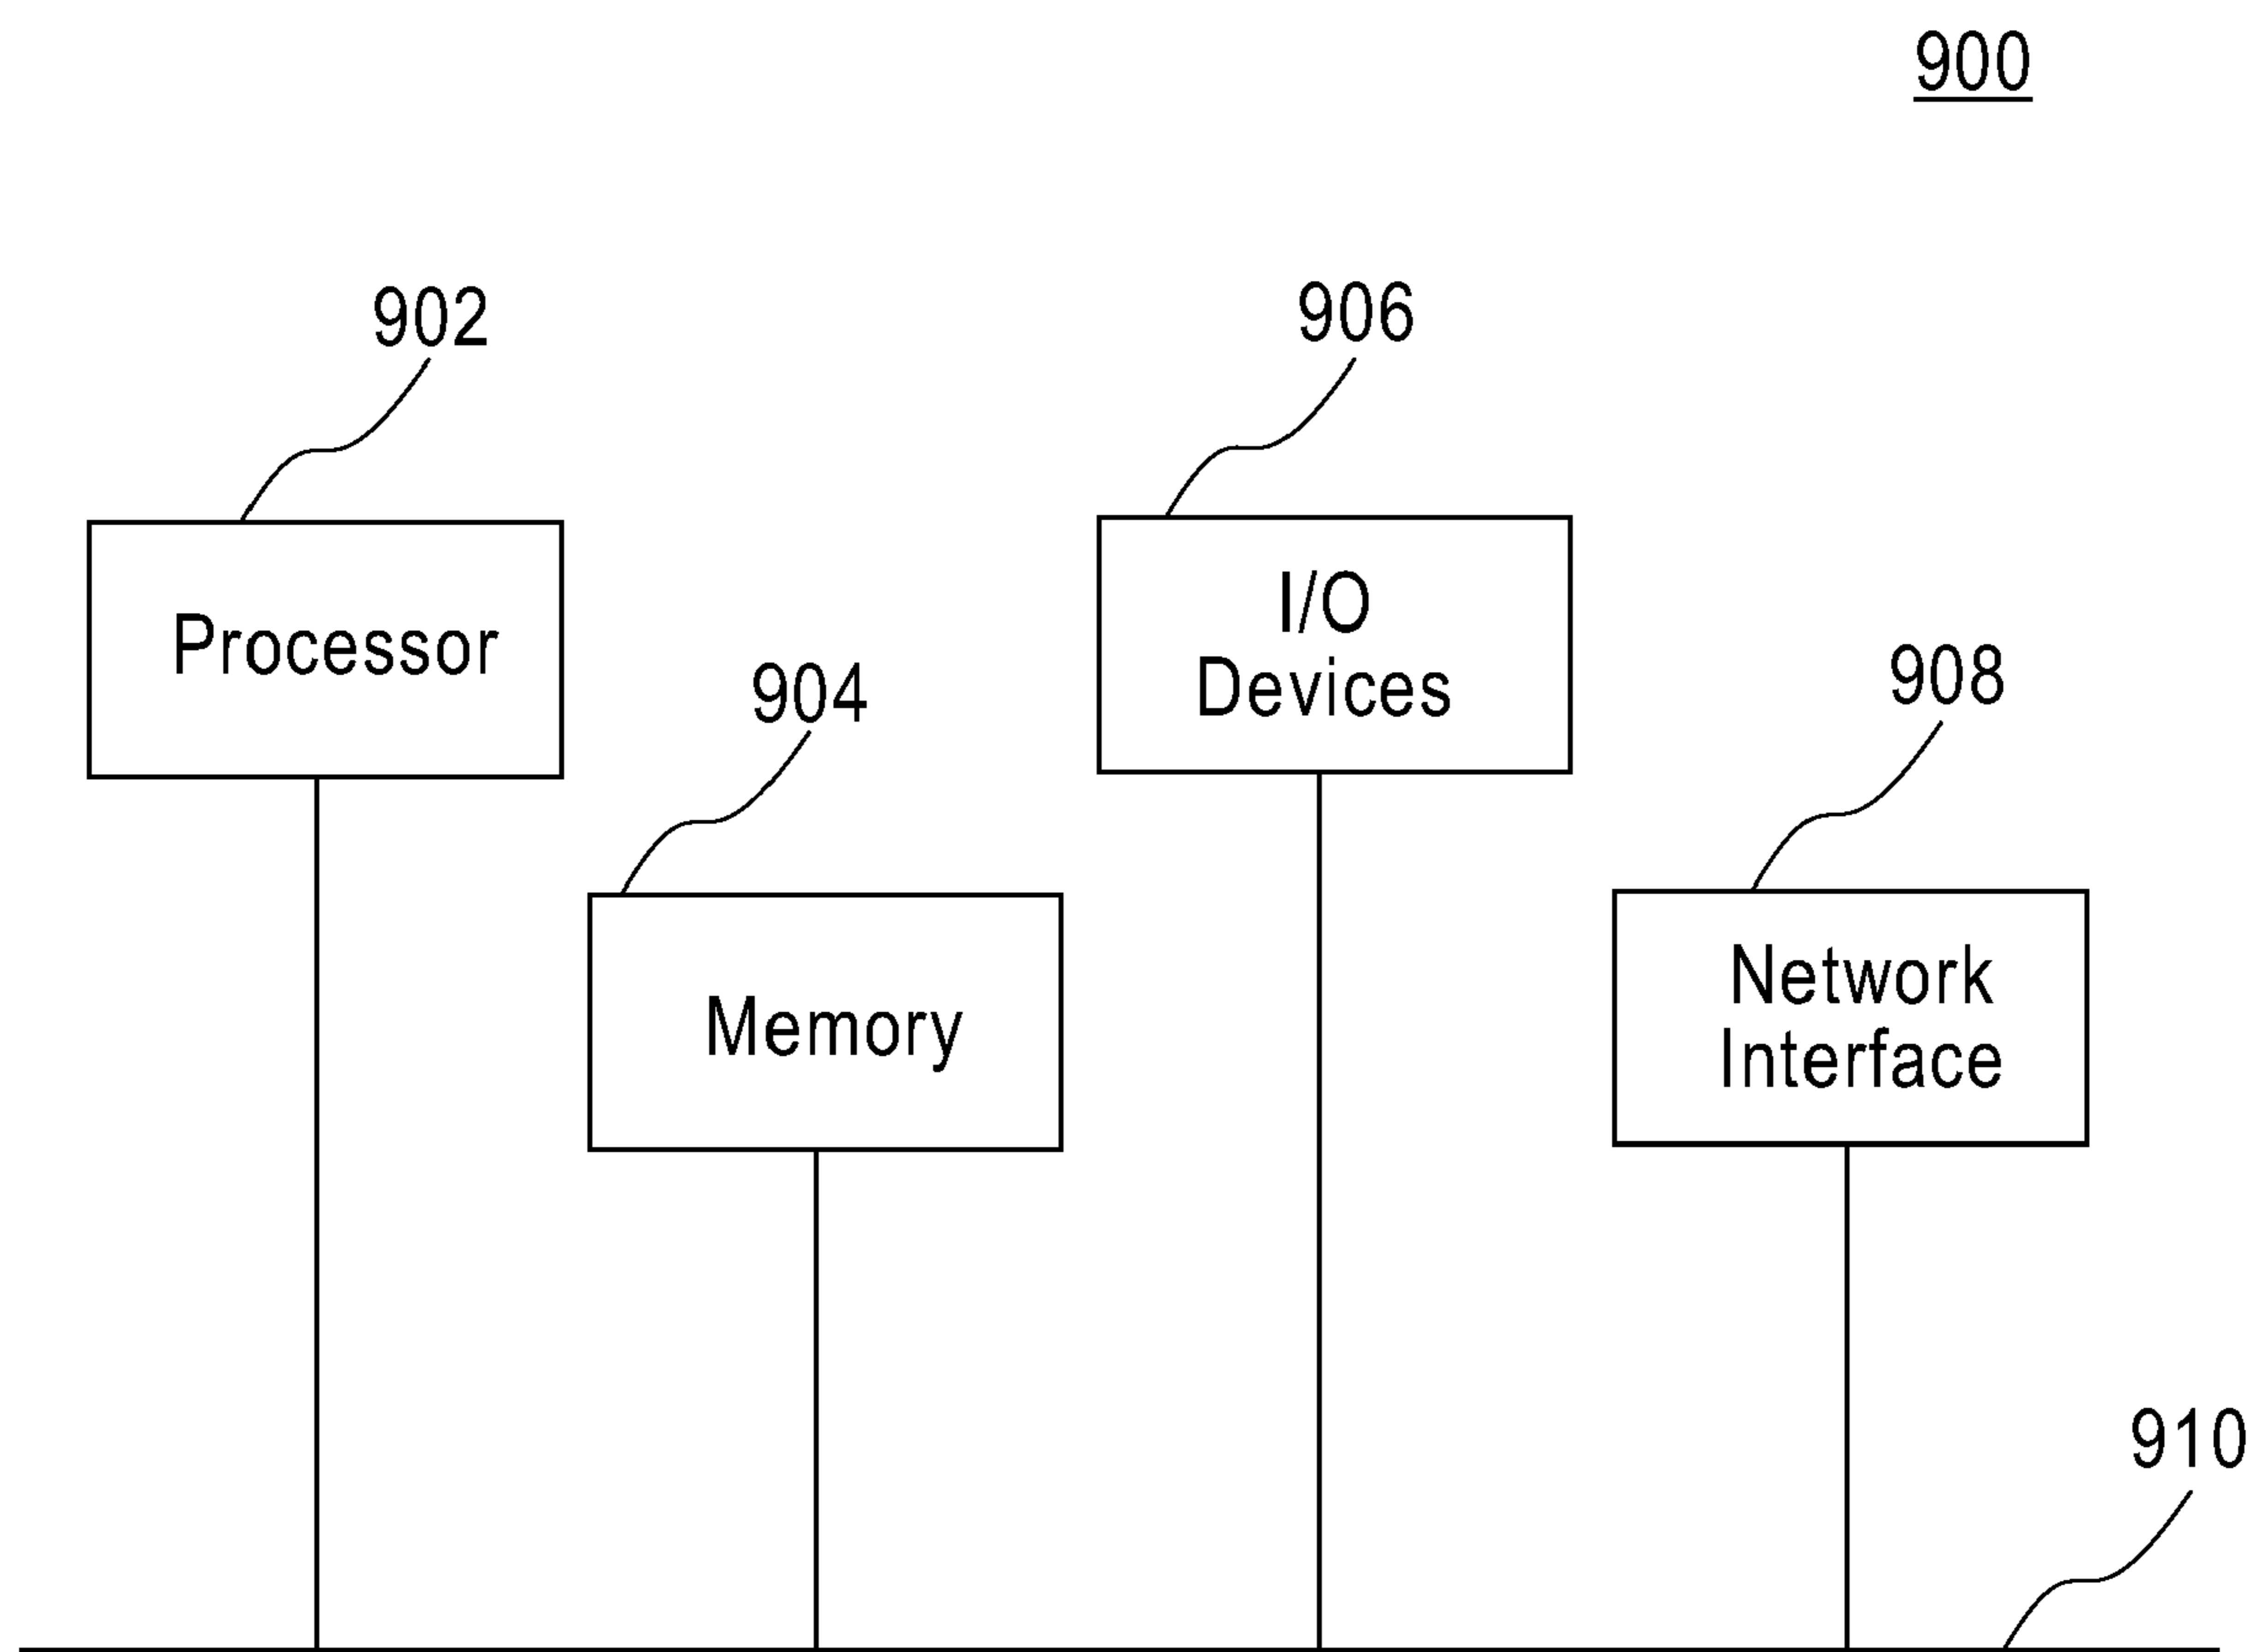 900
902
906
Processor
I/O
Devices
904
908
Memory
Network
Interface
910